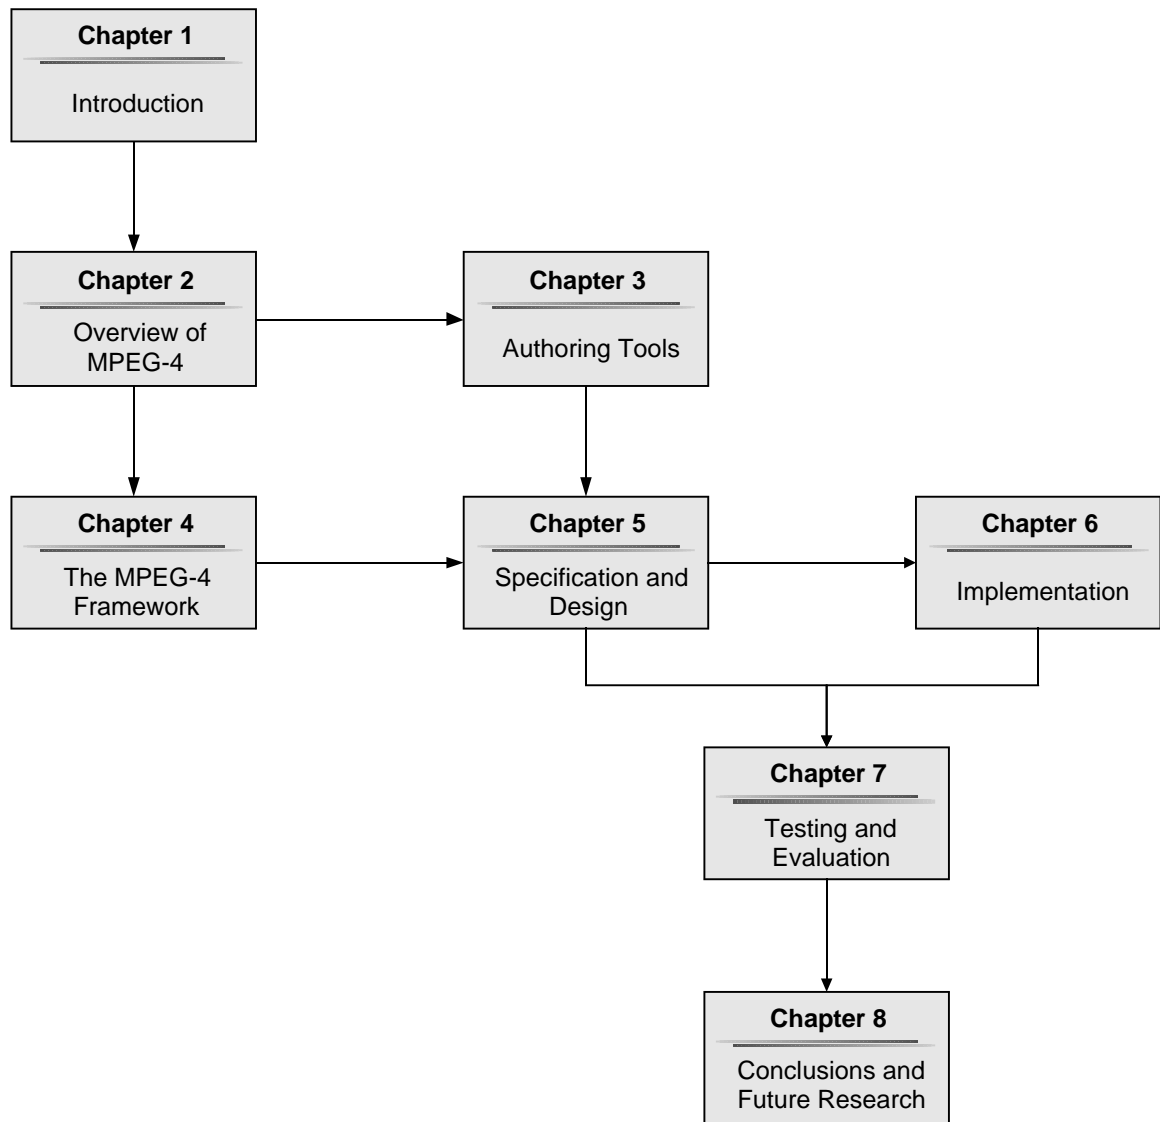 Chapter 1
Introduction
Chapter 2
Overview of
MPEG-4
Chapter 3
Authoring Tools
Chapter 4
The MPEG-4
Framework
Chapter 5
Specification and
Design
Chapter 6
Implementation
Chapter 7
Testing and
Evaluation
Chapter 8
Conclusions and
Future Research